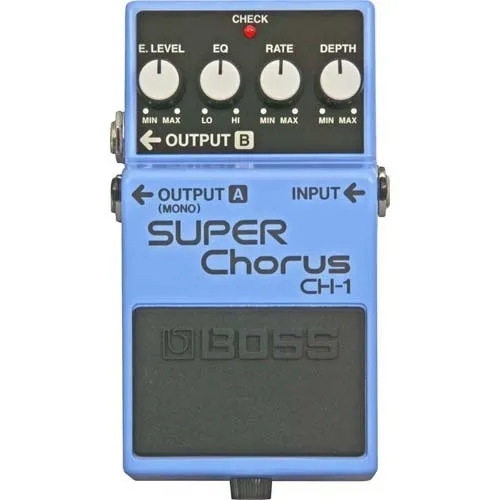 CHECK
E. LEVEL EQ RATE DEPTH
MIN MAX LO HI MIN MAX MIN MAX
← OUTPUT B
← OUTPUT A INPUT ←
(MONO)
SUPER
Chorus
CH-1
BOSS